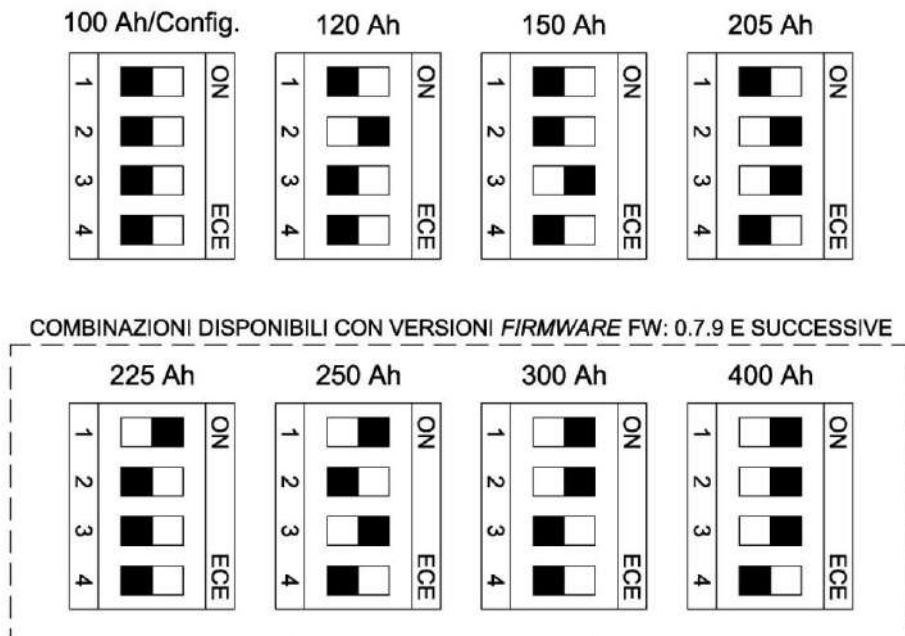 100 Ah/Config. 120 Ah 150 Ah 205 Ah
1 ON 1 ON 1 ON 1 ON
2 2 2 2
3 3 3 3
4 ECE 4 ECE 4 ECE 4 ECE
COMBINAZIONI DISPONIBILI CON VERSIONI FIRMWARE FW: 0.7.9 E SUCCESSIVE
225 Ah 250 Ah 300 Ah 400 Ah
1 ON 1 ON 1 ON 1 ON
2 2 2 2
3 3 3 3
4 ECE 4 ECE 4 ECE 4 ECE